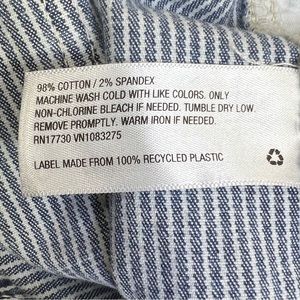 98% COTTON / 2% SPANDEX
MACHINE WASH COLD WITH LIKE COLORS. ONLY
NON-CHLORINE BLEACH IF NEEDED. TUMBLE DRY LOW.
REMOVE PROMPTLY. WARM IRON IF NEEDED.
RN17730 VN1083275
LABEL MADE FROM 100% RECYCLED PLASTIC